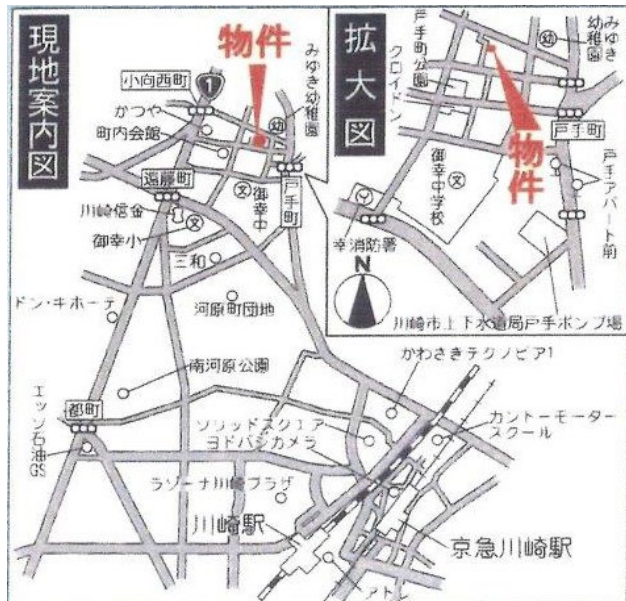 現地案内図
物件
みゆき幼稚園
小向西町
1
かつや
町内会館
幼
遠藤町
川崎信金
文
御幸小
文
御幸中
戸手町
三和
ドン・キホーテ
河原町団地
南河原公園
都町
エッソ石油GS
かわさきテクノピア1
ソリッドスクエア
ヨドバシカメラ
カントーモータースクール
ラゾーナ川崎プラザ
川崎駅
京急川崎駅
アトレ
拡大図
戸手町公園
クロイドン
幼
みゆき幼稚園
戸手町
物件
御幸中学校
文
戸手アパート前
幸消防署
N
川崎市上下水道局戸手ポンプ場